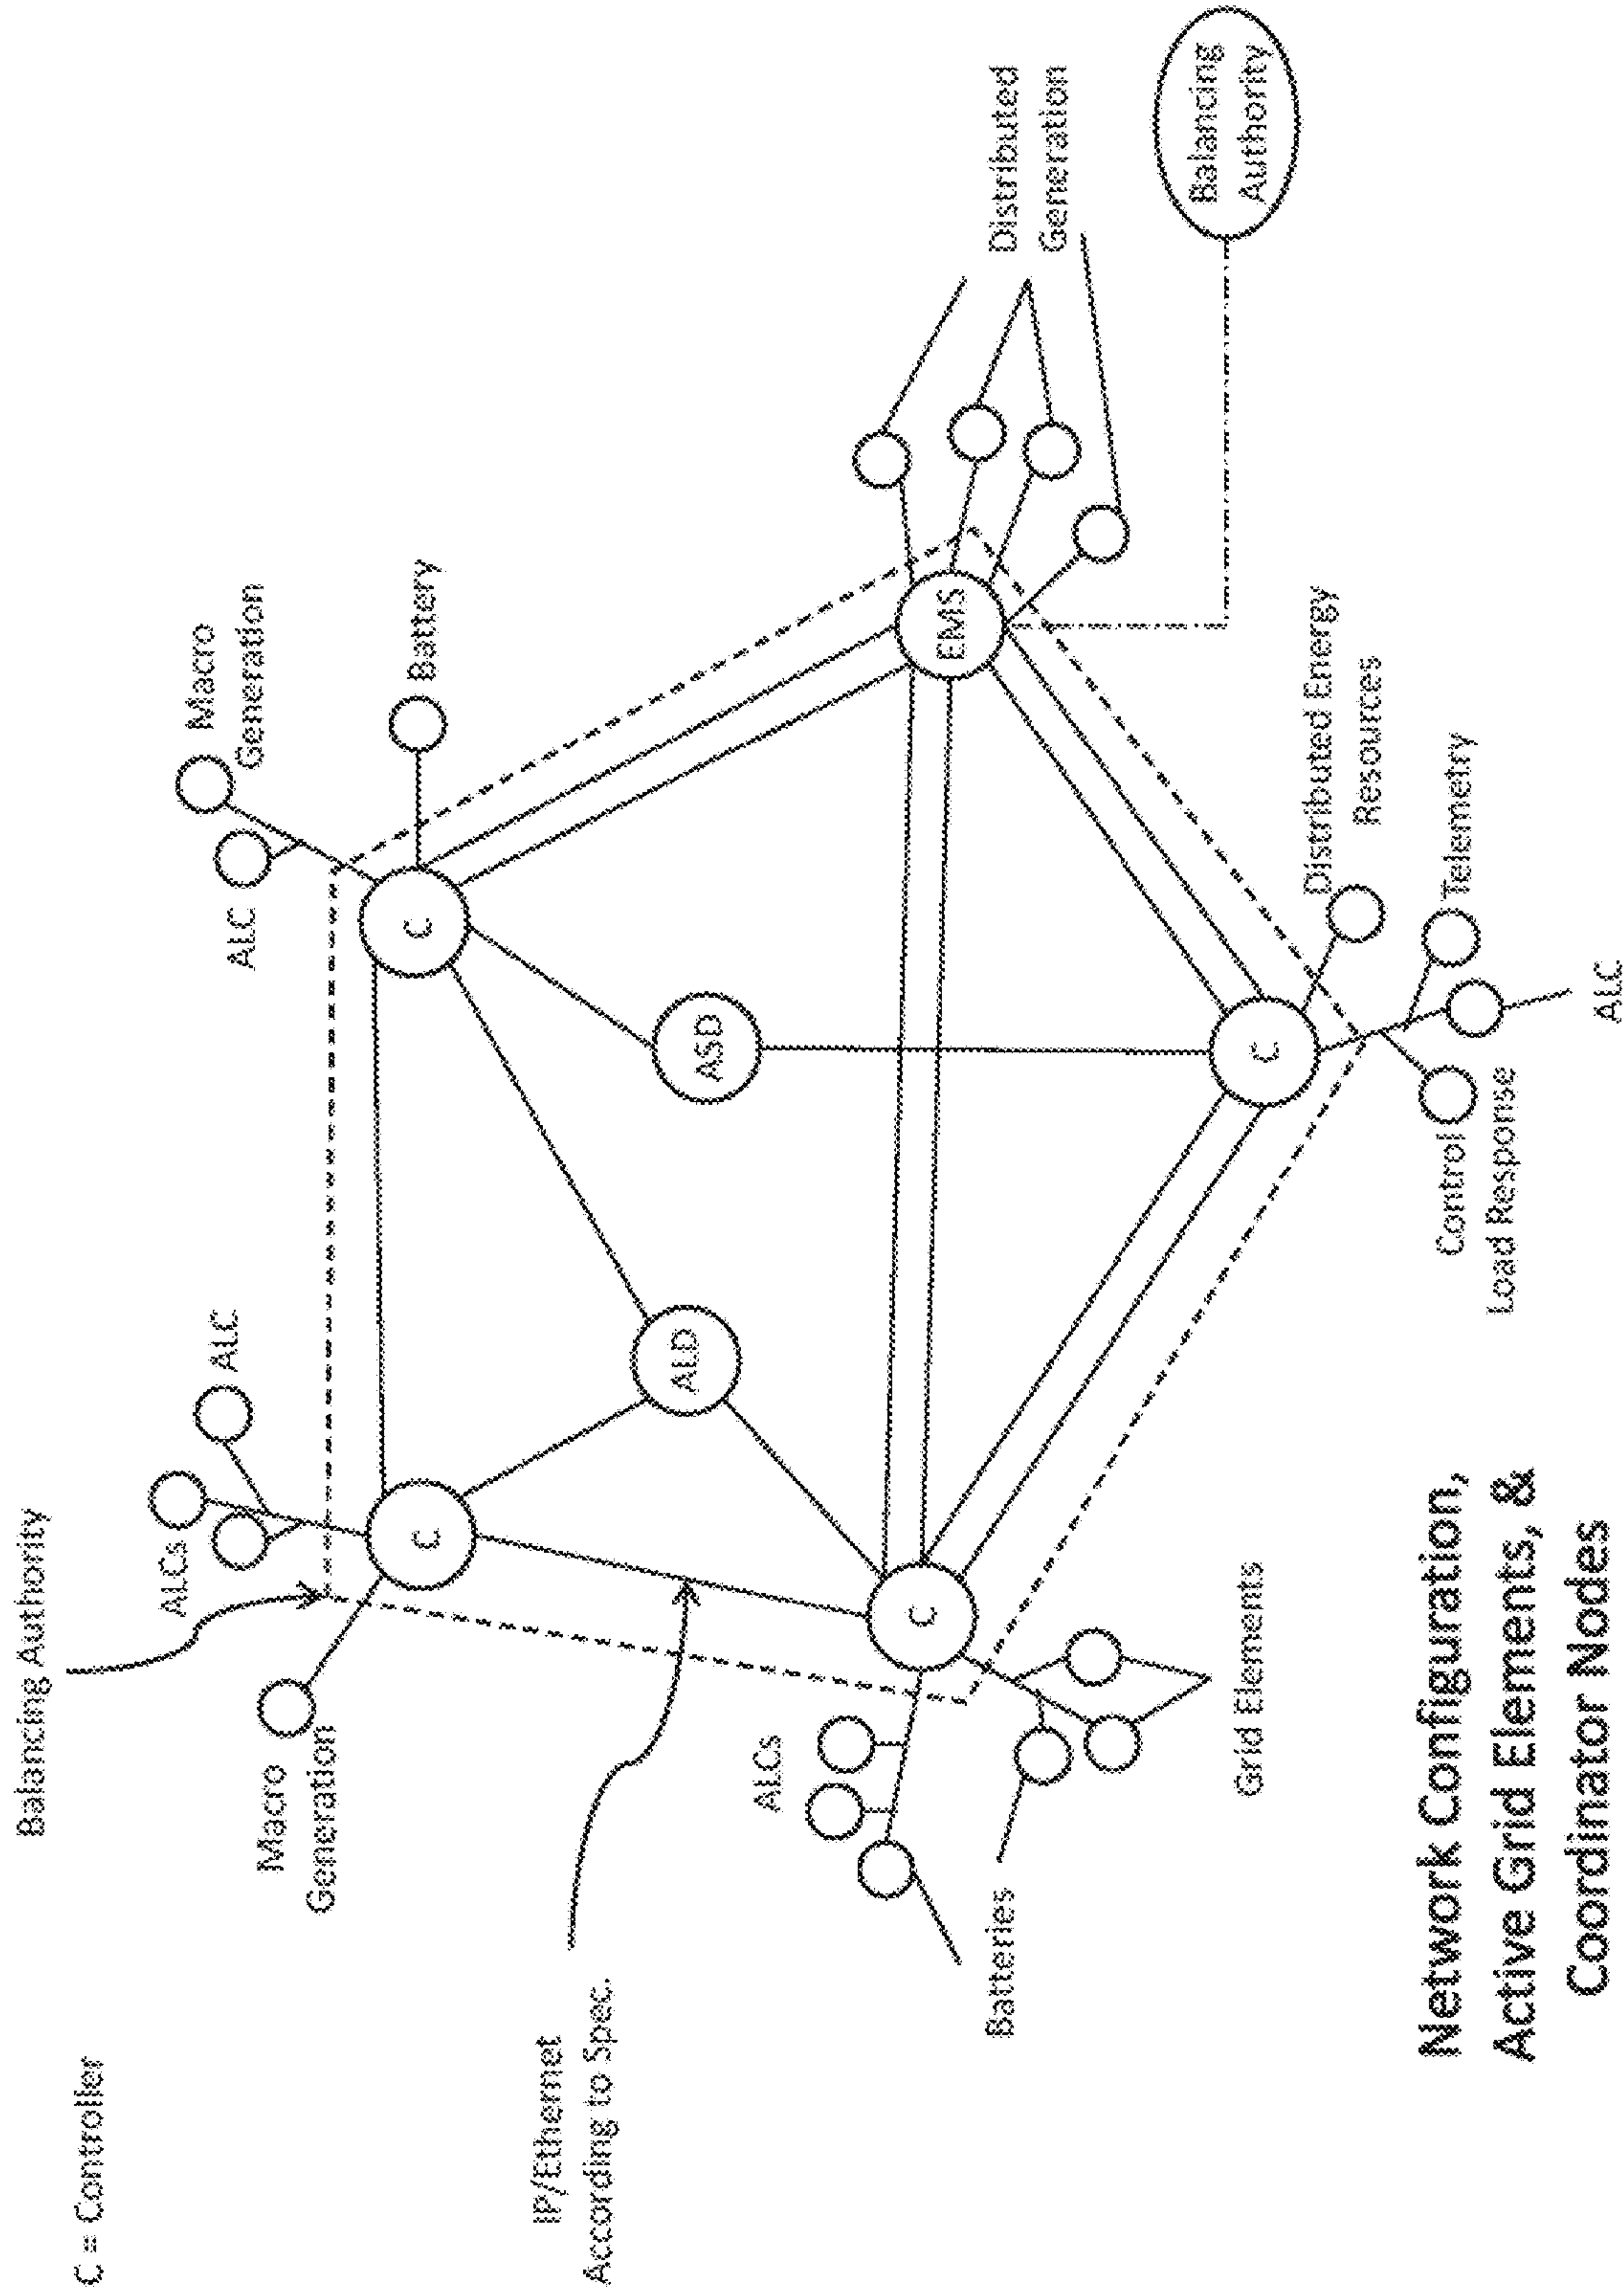 C = Controller
Balancing Authority
IP/Ethernet
According to Spec.
Macro
Generation
ALCs
ALC
ALC
Macro
Generation
Battery
C
C
ALD
ASD
ALCs
Batteries
C
EMS
Distributed
Generation
Balancing
Authority
Grid Elements
C
Distributed Energy
Resources
Telemetry
Control
Load Response
ALC
Network Configuration,
Active Grid Elements, &
Coordinator Nodes